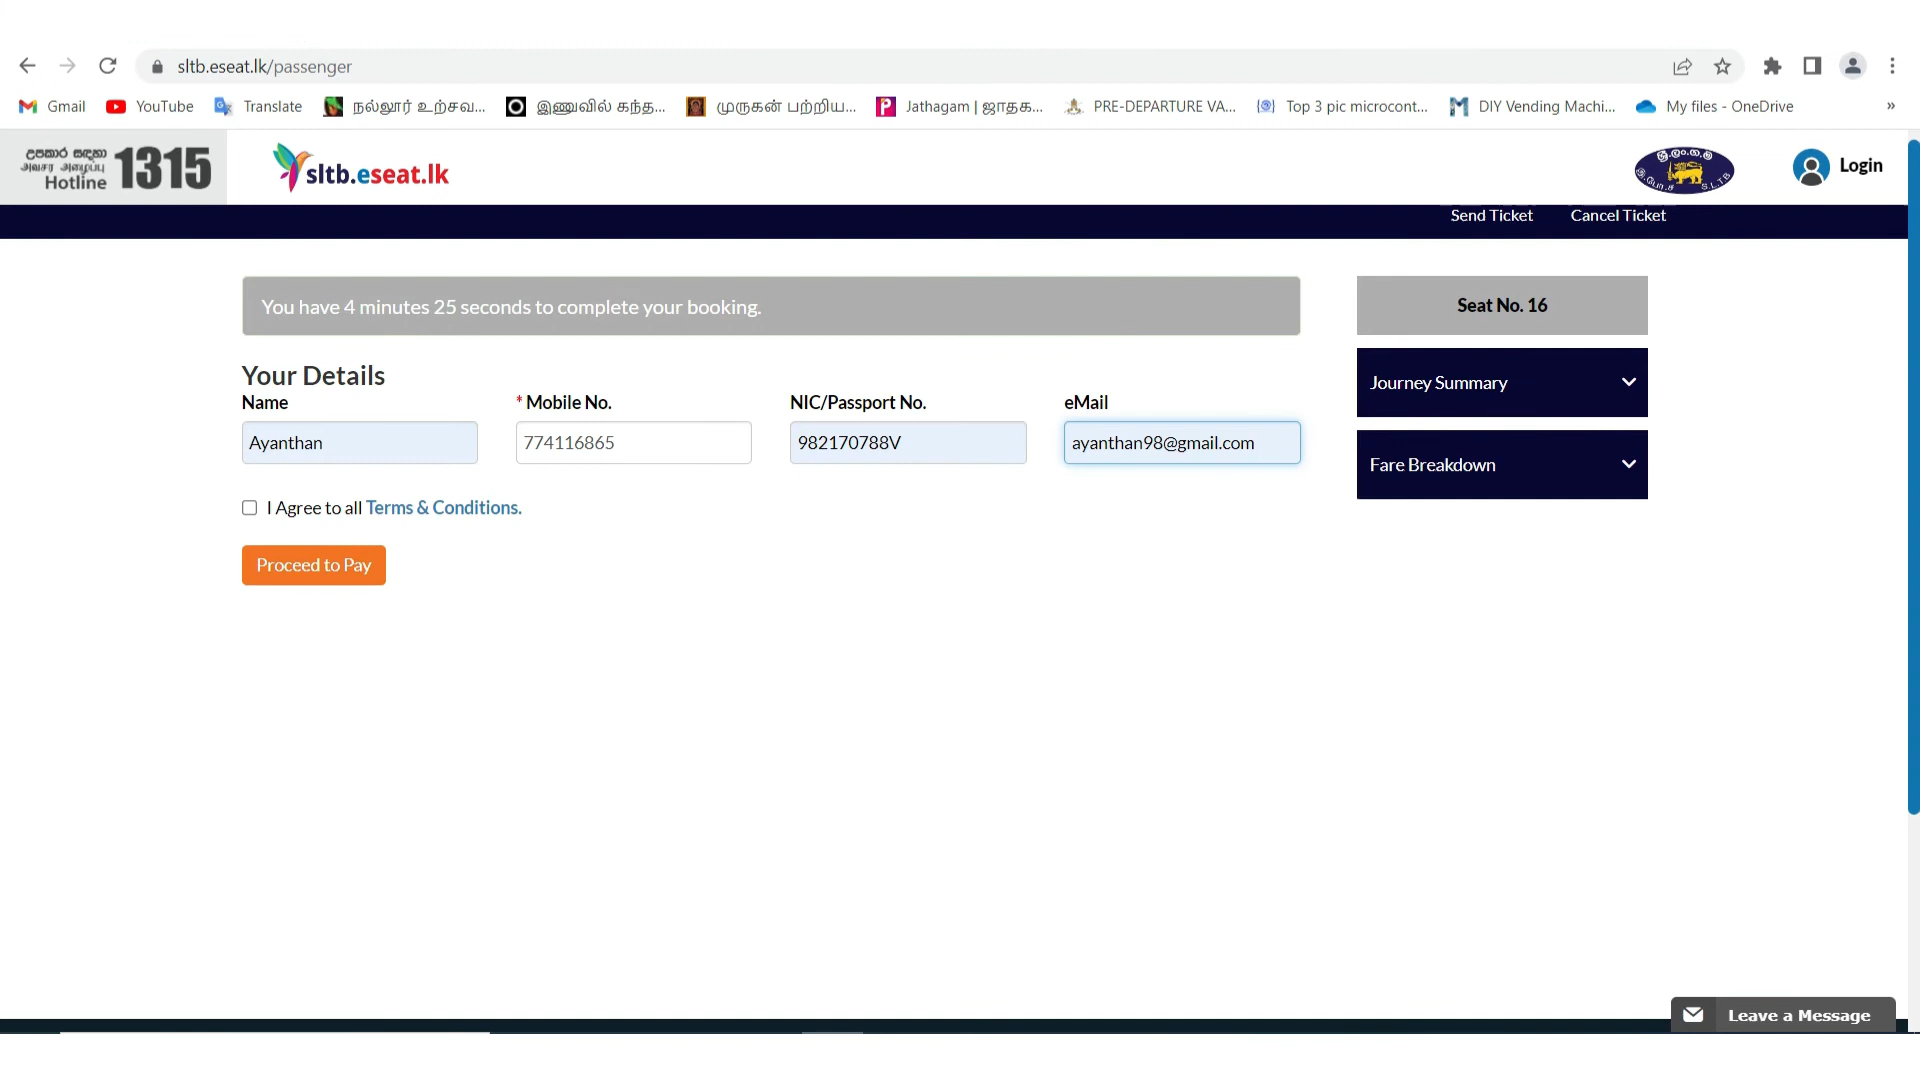 sltb.eseat.lk/passenger
Gmail
YouTube
Translate
நல்லூர் உற்சவ...
இணுவில் கந்த...
முருகன் பற்றிய...
Jathagam | ஜாதக...
PRE-DEPARTURE VA...
Top 3 pic microcont...
DIY Vending Machi...
My files - OneDrive
»
උපකාර සඳහා
அவசர அழைப்பு
Hotline
1315
sltb.eseat.lk
S.L.T.B
Login
Send Ticket
Cancel Ticket
You have 4 minutes 25 seconds to complete your booking.
Seat No. 16
Journey Summary
Fare Breakdown
Your Details
Name
* Mobile No.
NIC/Passport No.
eMail
Ayanthan
774116865
982170788V
ayanthan98@gmail.com
I Agree to all Terms & Conditions.
Proceed to Pay
Leave a Message